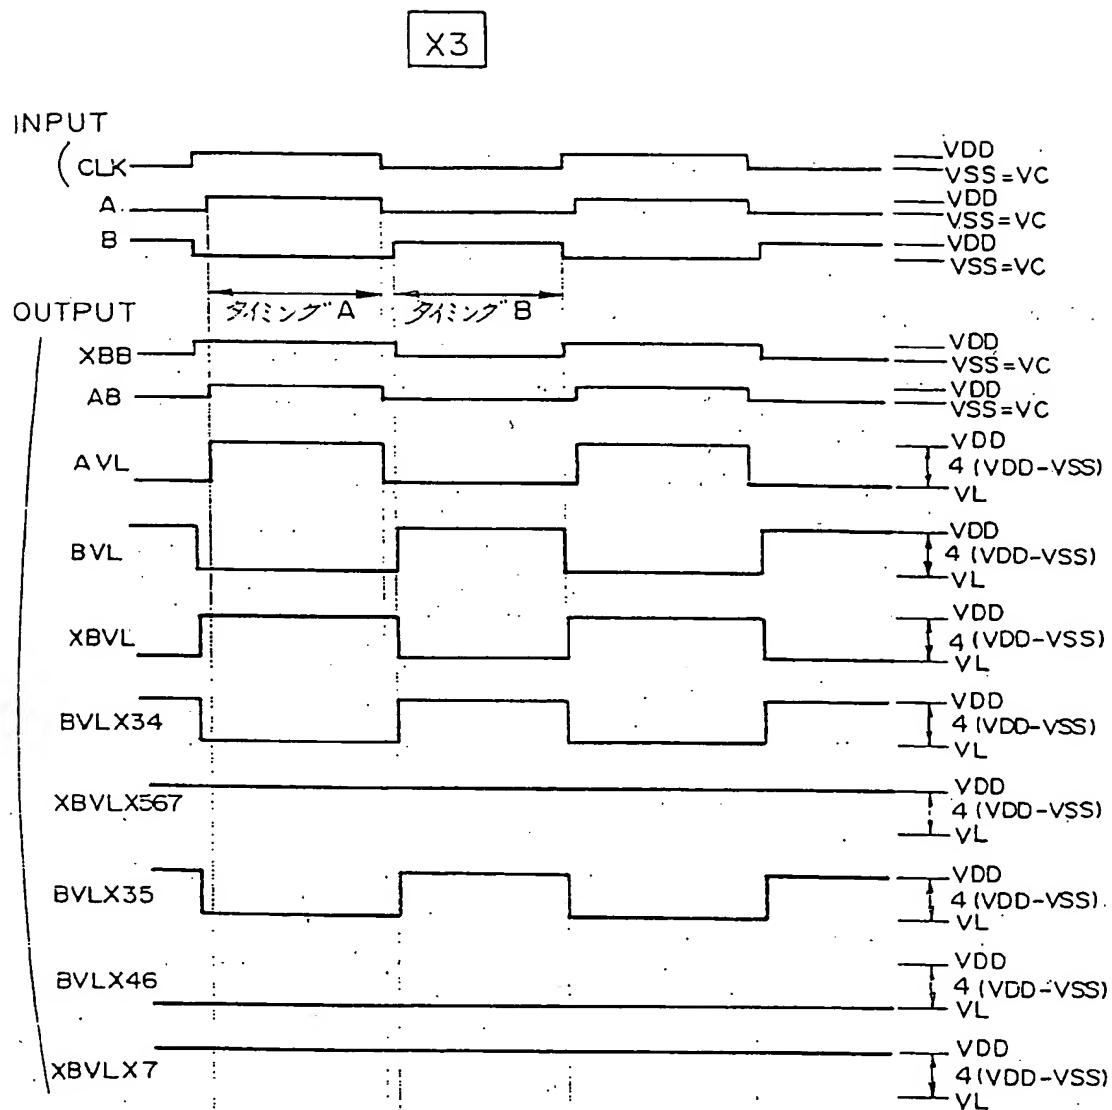 X3
INPUT
CLK
VDD
VSS=VC
A
VDD
VSS=VC
B
VDD
VSS=VC
タイミングA
タイミングB
OUTPUT
XBB
VDD
VSS=VC
AB
VDD
VSS=VC
AVL
VDD
4(VDD-VSS)
VL
BVL
VDD
4(VDD-VSS)
VL
XBVL
VDD
4(VDD-VSS)
VL
BVLX34
VDD
4(VDD-VSS)
VL
XBVLX567
VDD
4(VDD-VSS)
VL
BVLX35
VDD
4(VDD-VSS)
VL
BVLX46
VDD
4(VDD-VSS)
VL
XBVLX7
VDD
4(VDD-VSS)
VL